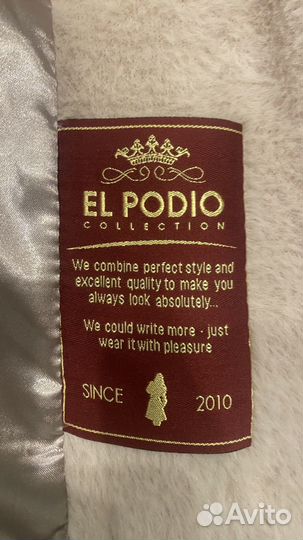 EL PODIO
COLLECTION
We combine perfect style and
excellent quality to make you
always look absolutely...
We could write more - just
wear it with pleasure
SINCE 2010
Avito